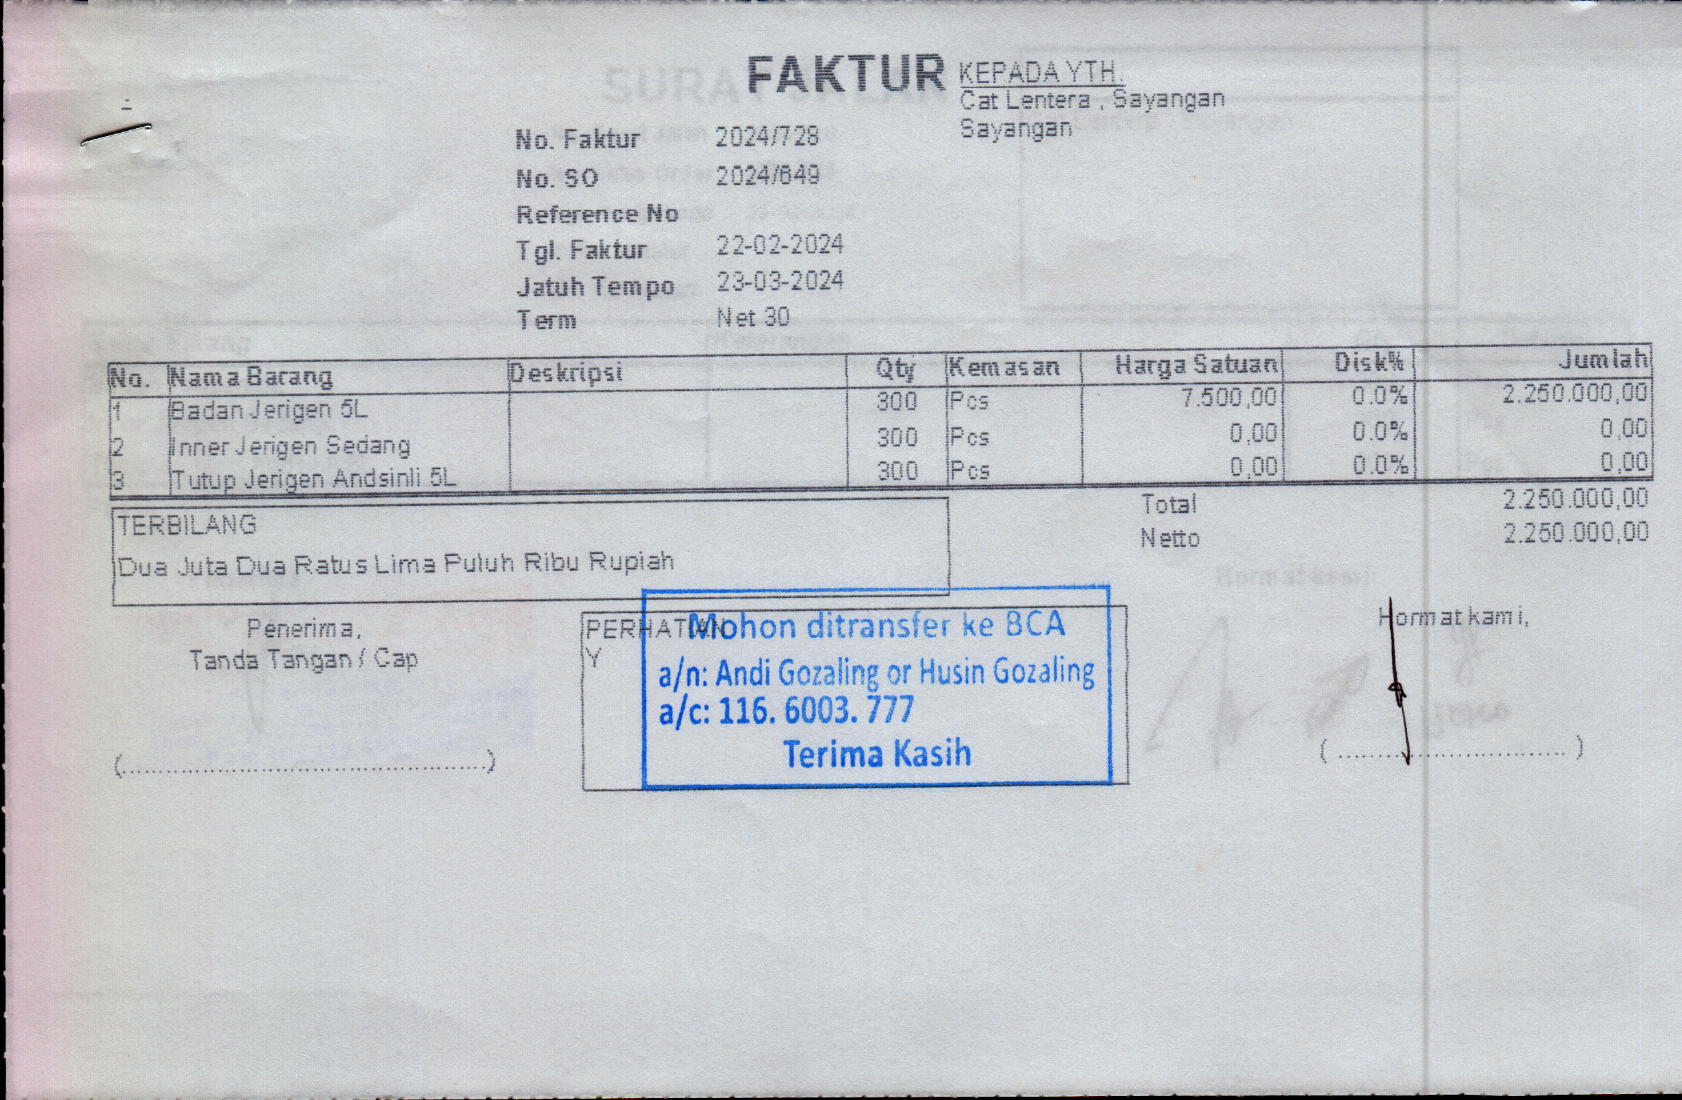 FAKTUR
KEPADA YTH.
Cat Lentera , Sayangan
Sayangan
No. Faktur 2024/728
No. SO 2024/649
Reference No
Tgl. Faktur 22-02-2024
Jatuh Tempo 23-03-2024
Term Net 30
No. Nama Barang Deskripsi Qty Kemasan Harga Satuan Disk% Jumlah
1 Badan Jerigen 5L 300 Pcs 7.500,00 0.0% 2.250.000,00
2 Inner Jerigen Sedang 300 Pcs 0,00 0.0% 0,00
3 Tutup Jerigen Andsinli 5L 300 Pcs 0,00 0.0% 0,00
Total 2.250.000,00
Netto 2.250.000,00
TERBILANG
Dua Juta Dua Ratus Lima Puluh Ribu Rupiah
Penerima,
Tanda Tangan / Cap
(................................................)
PERHATIAN
Y
Mohon ditransfer ke BCA
a/n: Andi Gozaling or Husin Gozaling
a/c: 116. 6003. 777
Terima Kasih
Hormat kami,
(................................)